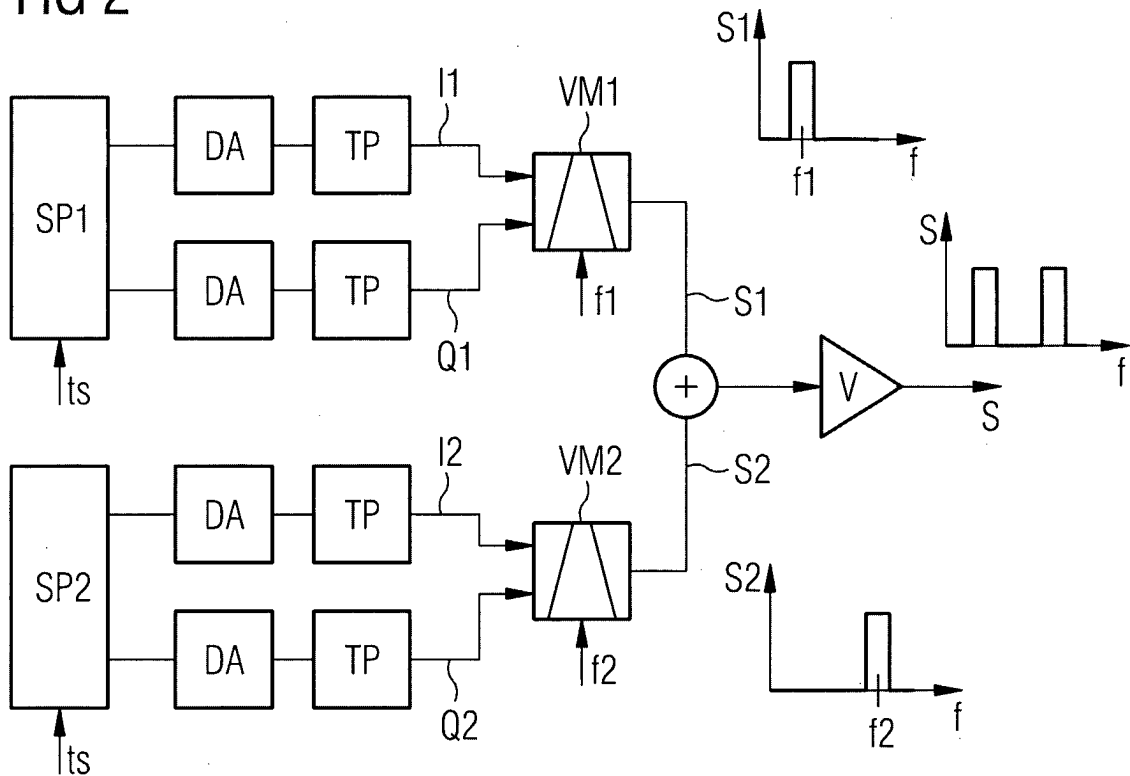 FIG 2
SP1
DA
TP
I1
VM1
DA
TP
Q1
f1
ts
S1
f
f1
S
f
S1
+
V
S
S2
SP2
DA
TP
I2
VM2
DA
TP
Q2
f2
ts
S2
f
f2